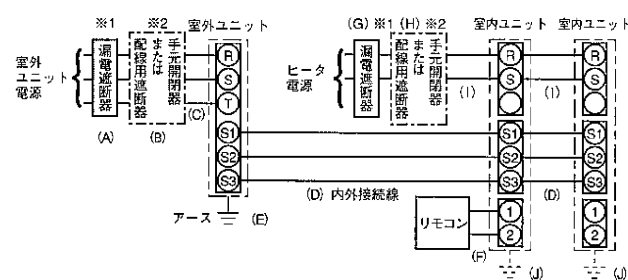 ※1 ※2 室外ユニット (G) ※1 (H) ※2 室内ユニット 室内ユニット
室外
ユニット
電源
漏電遮断器
手元開閉器
または
配線用遮断器
(A)
(B)
(C)
R
S
T
S1
S2
S3
アース
(E)
ヒータ
電源
漏電遮断器
手元開閉器
または
配線用遮断器
(I)
R
S
S1
S2
S3
1
2
(J)
(I)
R
S
S1
S2
S3
1
2
(J)
(D) 内外接続線
(D)
リモコン
(F)